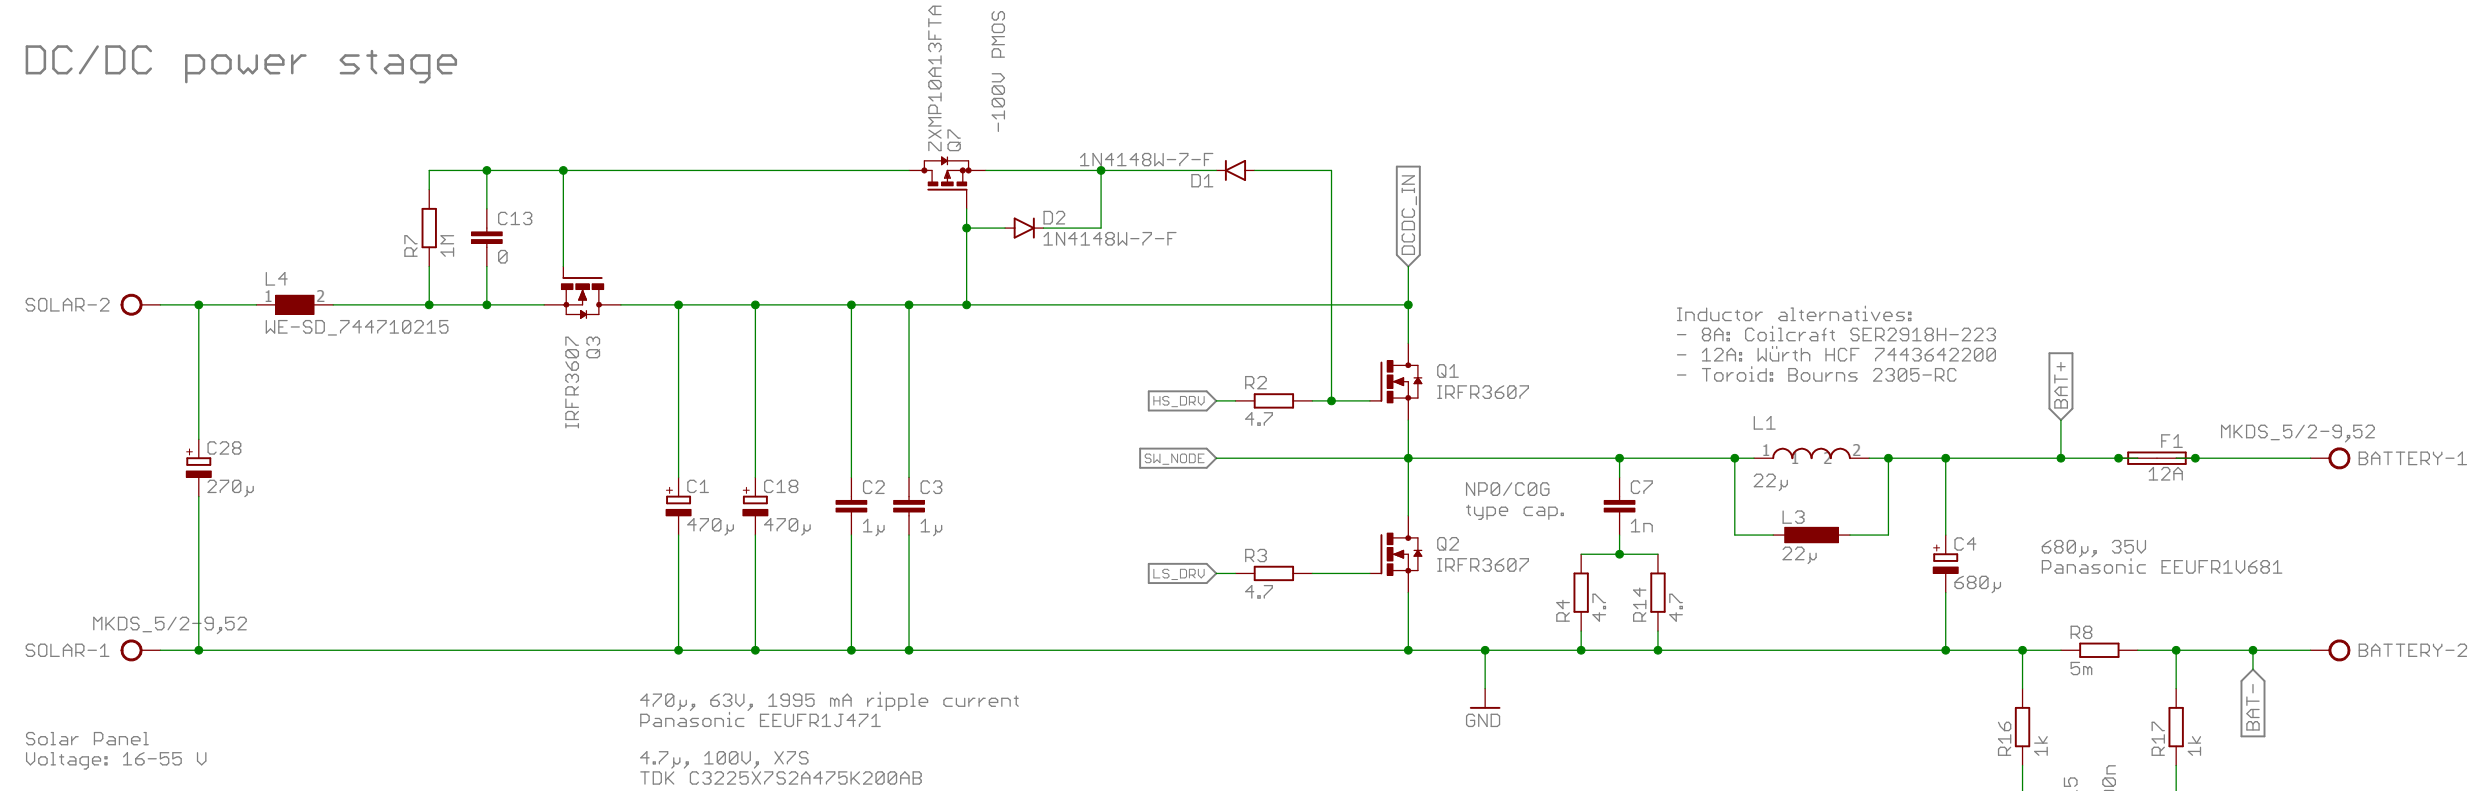 DC/DC power stage
ZXMP10A13FTA
Q7
-100V PMOS
1N4148W-7-F
D1
D2
1N4148W-7-F
DCDC_IN
R7
1M
C13
0
L4
1
2
WE-SD_744710215
SOLAR-2
IRFR3607
Q3
Inductor alternatives:
- 8A: Coilcraft SER2918H-223
- 12A: Würth HCF 7443642200
- Toroid: Bourns 2305-RC
HS_DRV
R2
4.7
Q1
IRFR3607
BAT+
L1
1
2
1
2
22µ
F1
12A
MKDS_5/2-9,52
BATTERY-1
SW_NODE
C28
+
270µ
C1
+
470µ
C18
+
470µ
C2
1µ
C3
1µ
NP0/C0G
type cap.
C7
1n
L3
22µ
LS_DRV
R3
4.7
Q2
IRFR3607
R4
4.7
R14
4.7
C4
+
680µ
680µ, 35V
Panasonic EEUFR1V681
MKDS_5/2-9,52
SOLAR-1
R8
5m
BATTERY-2
GND
BAT-
R16
1k
R17
1k
470µ, 63V, 1995 mA ripple current
Panasonic EEUFR1J471
4.7µ, 100V, X7S
TDK C3225X7S2A475K200AB
Solar Panel
Voltage: 16-55 V